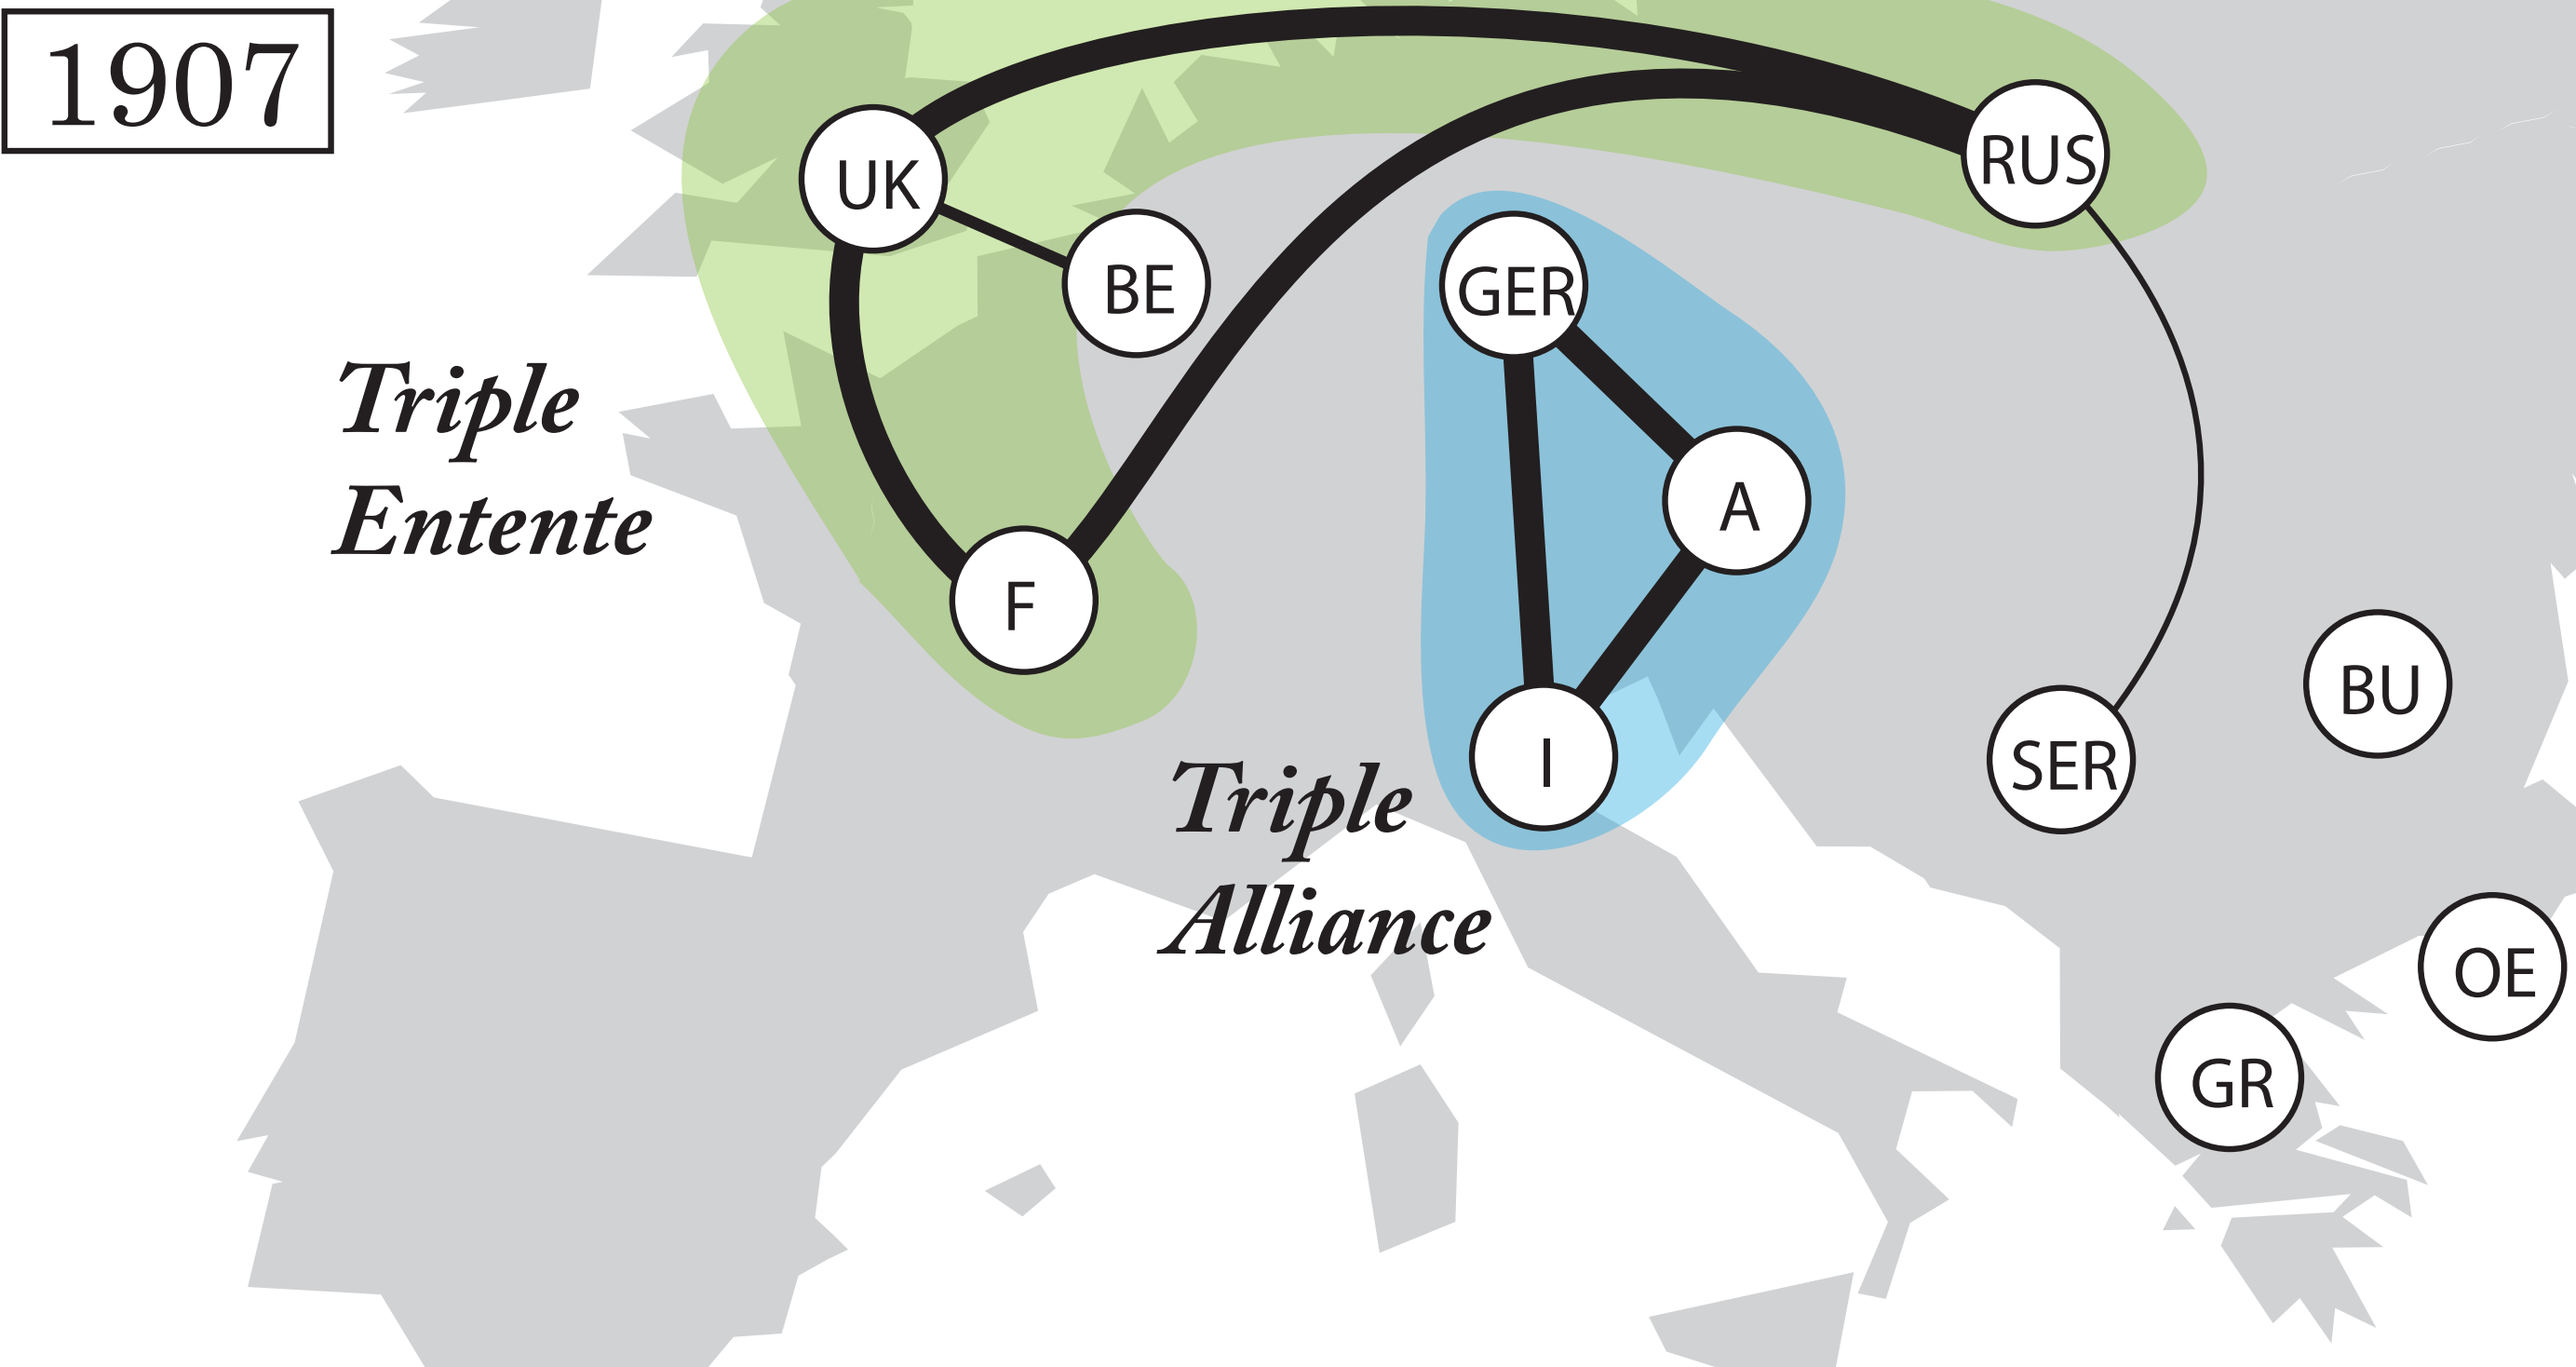 1907
UK
RUS
BE
GER
Triple
Entente
A
F
BU
SER
I
Triple
Alliance
OE
GR